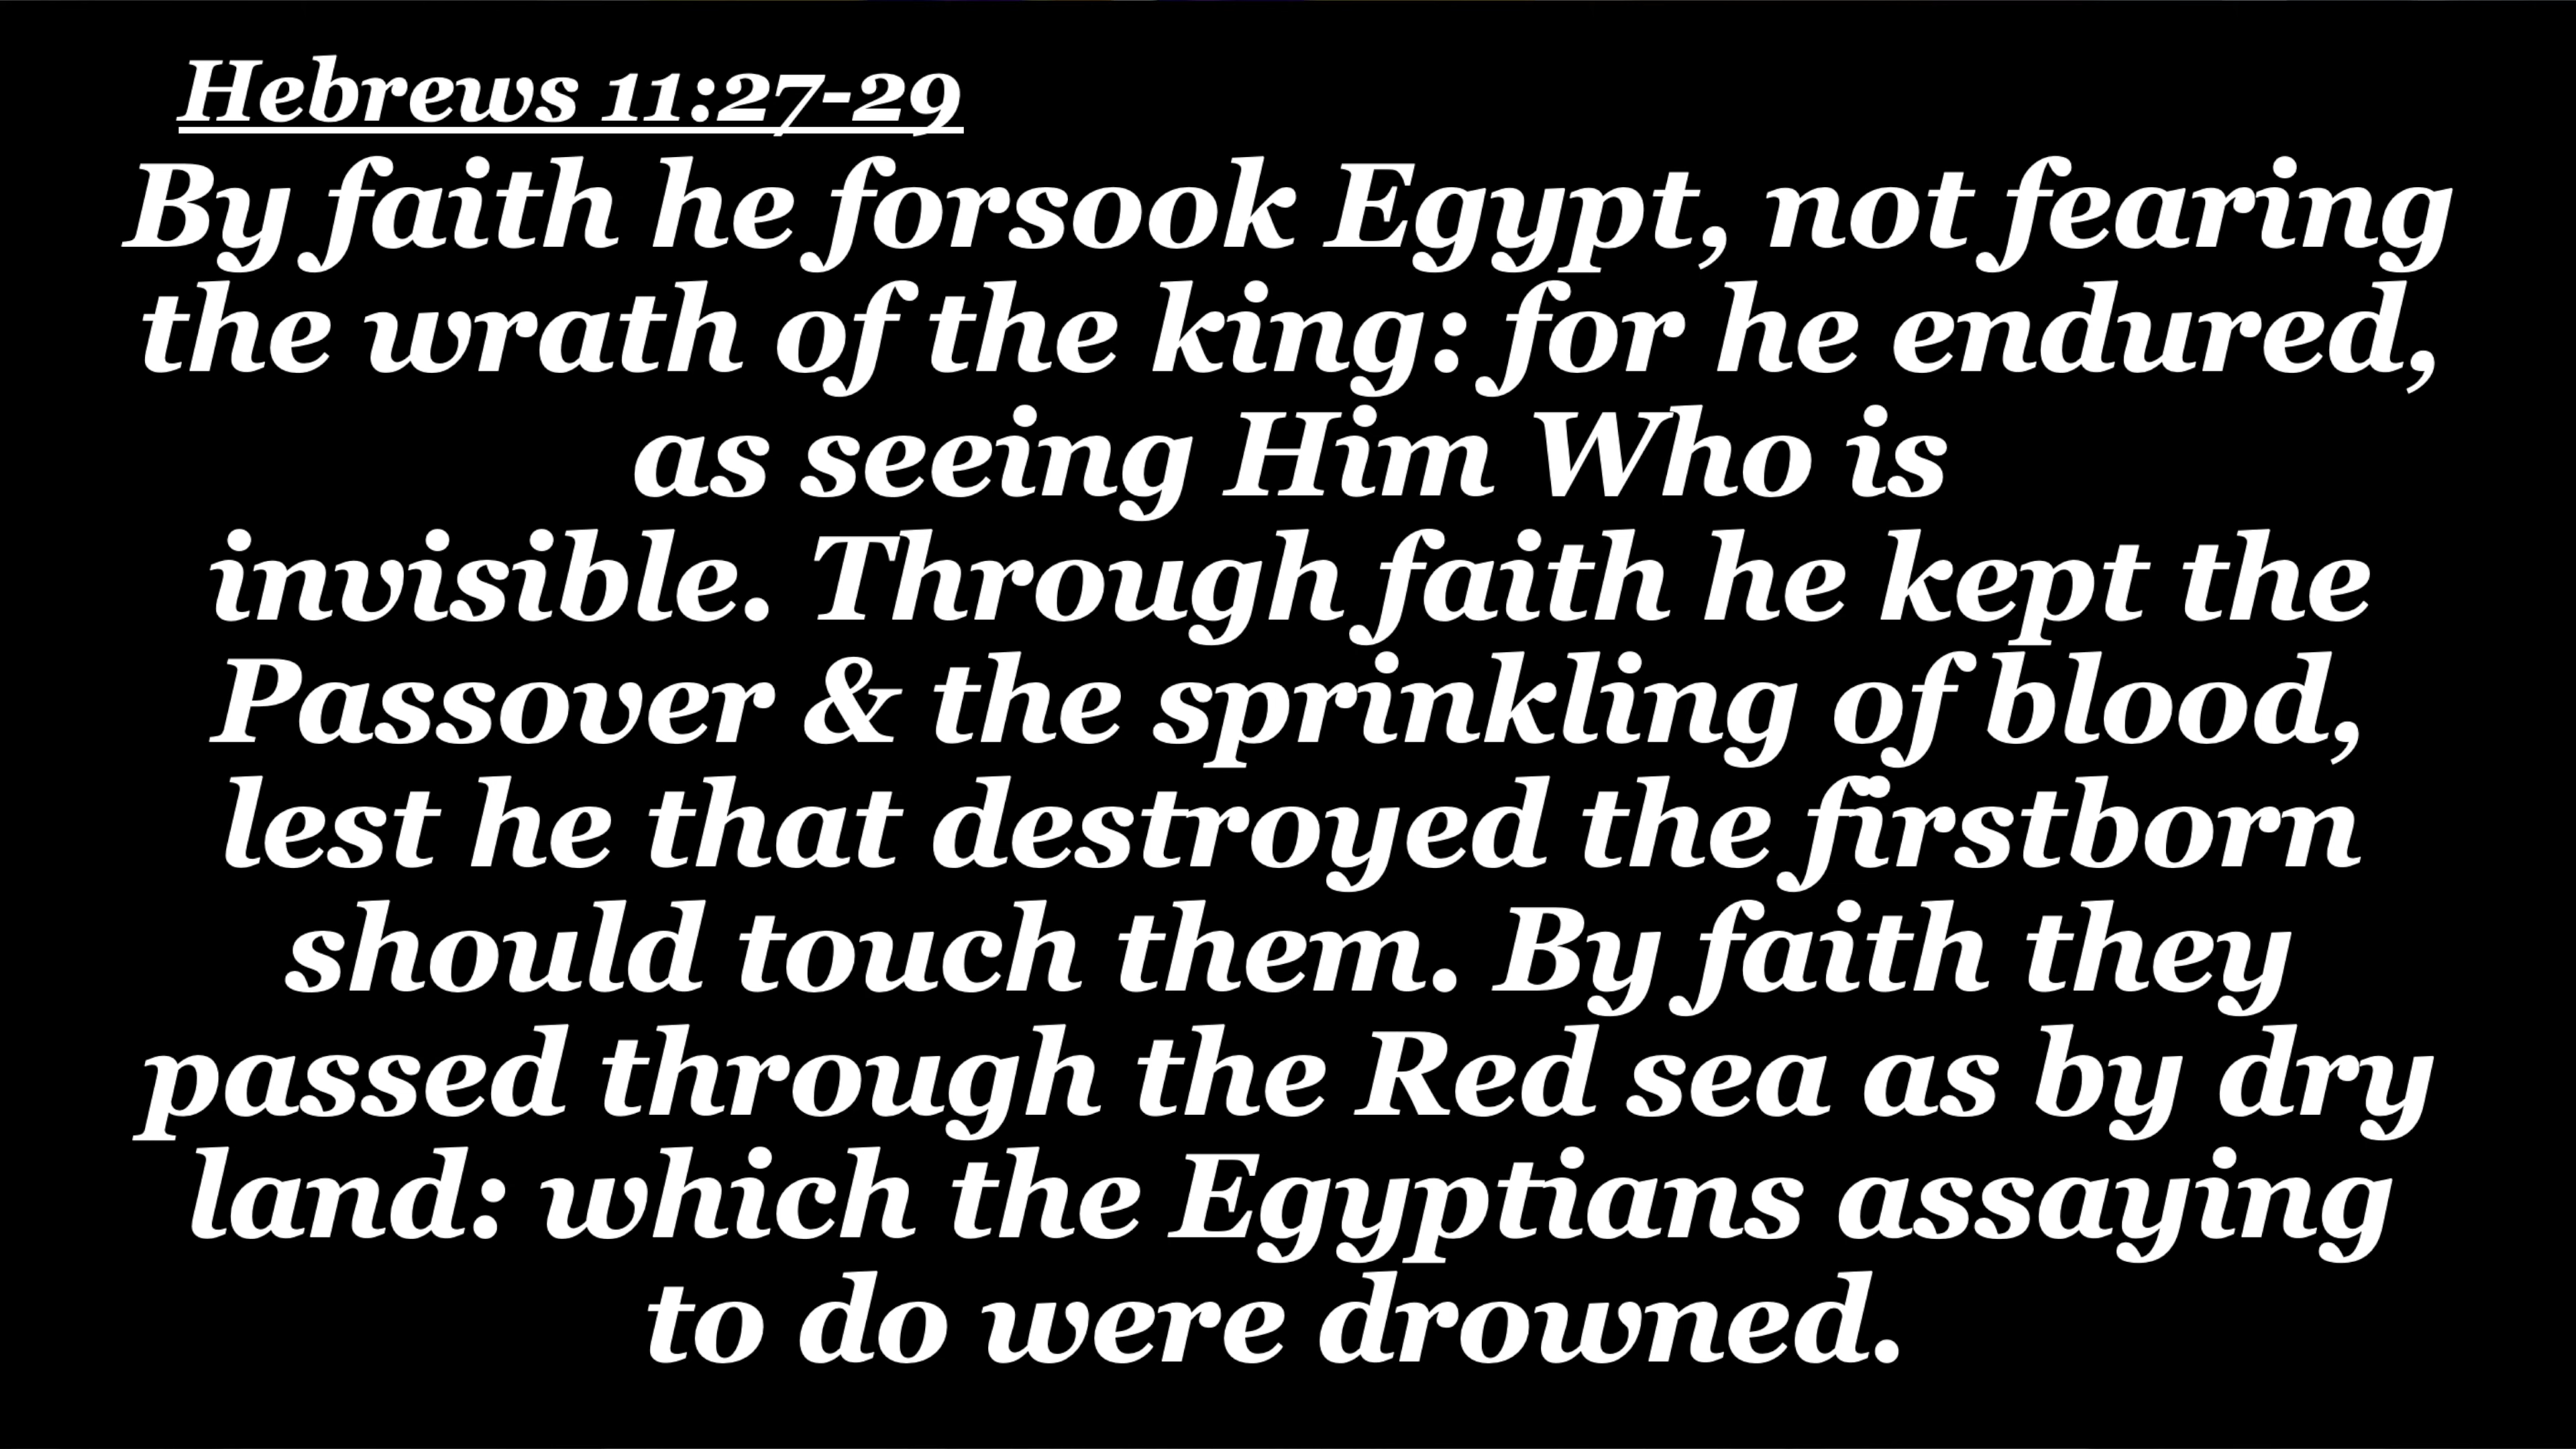 Hebrews 11:27-29
By faith he forsook Egypt, not fearing
the wrath of the king: for he endured,
as seeing Him Who is
invisible. Through faith he kept the
Passover & the sprinkling of blood,
lest he that destroyed the firstborn
should touch them. By faith they
passed through the Red sea as by dry
land: which the Egyptians assaying
to do were drowned.